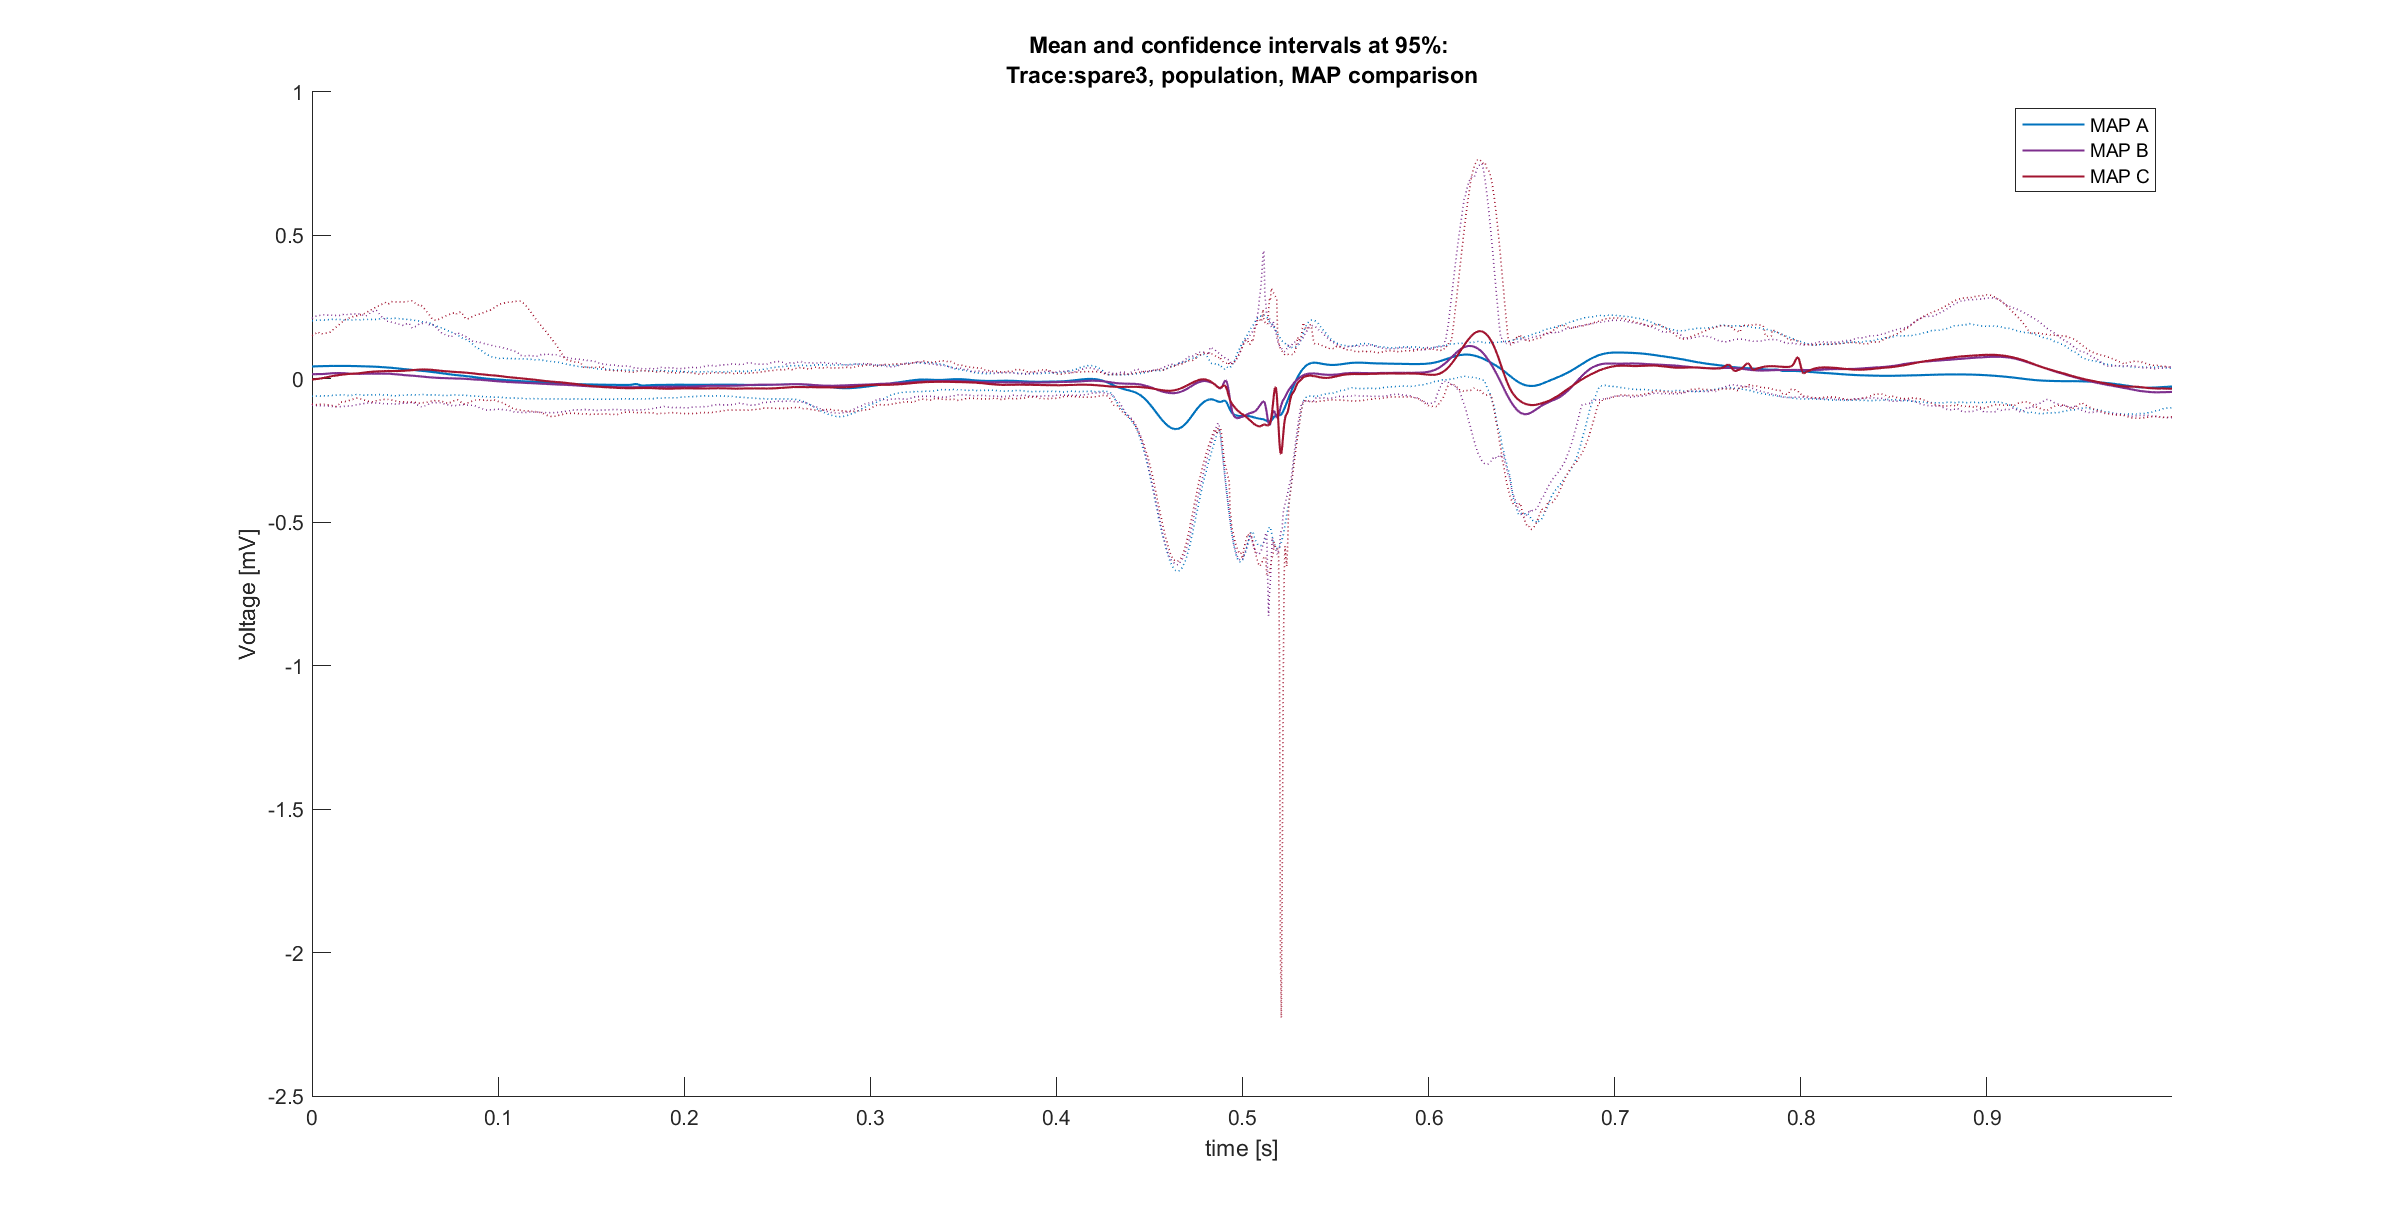 Mean and confidence intervals at 95%:
Trace:spare3, population, MAP comparison
MAP A
MAP B
MAP C
Voltage [mV]
1
0.5
0
-0.5
-1
-1.5
-2
-2.5
0 0.1 0.2 0.3 0.4 0.5 0.6 0.7 0.8 0.9
time [s]